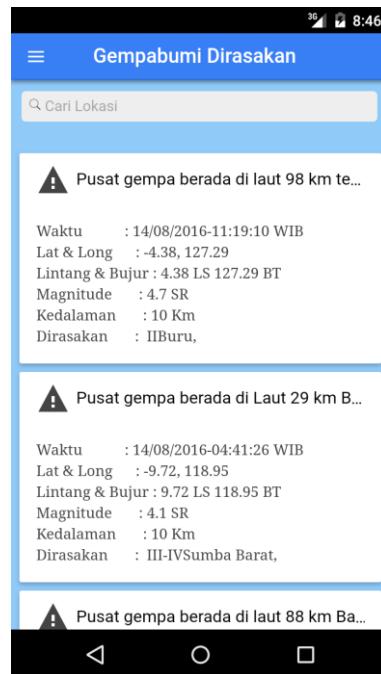 3G 8:46
Gempabumi Dirasakan
Cari Lokasi
Pusat gempa berada di laut 98 km te...
Waktu : 14/08/2016-11:19:10 WIB
Lat & Long : -4.38, 127.29
Lintang & Bujur : 4.38 LS 127.29 BT
Magnitude : 4.7 SR
Kedalaman : 10 Km
Dirasakan : IIBuru,
Pusat gempa berada di Laut 29 km B...
Waktu : 14/08/2016-04:41:26 WIB
Lat & Long : -9.72, 118.95
Lintang & Bujur : 9.72 LS 118.95 BT
Magnitude : 4.1 SR
Kedalaman : 10 Km
Dirasakan : III-IVSumba Barat,
Pusat gempa berada di laut 88 km Ba...